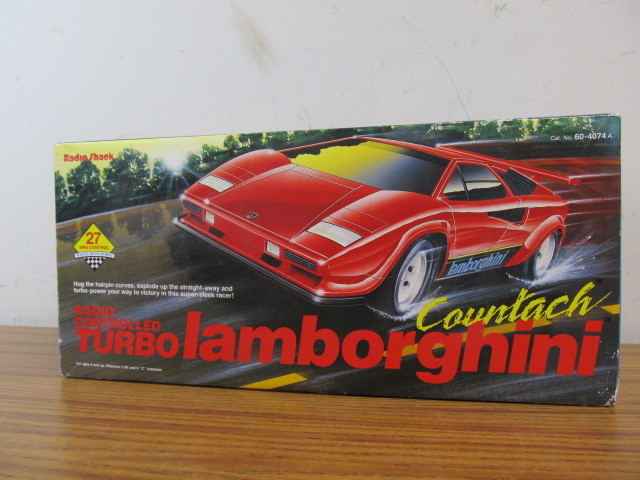 Radio Shack
Cat. No. 60-4074 A
27
MHz CONTROL
lamborghini
Hug the hairpin curves, explode up the straight-away and
turbo-power your way to victory in this super-sleek racer!
Countach
RADIO
CONTROLLED
TURBO lamborghini